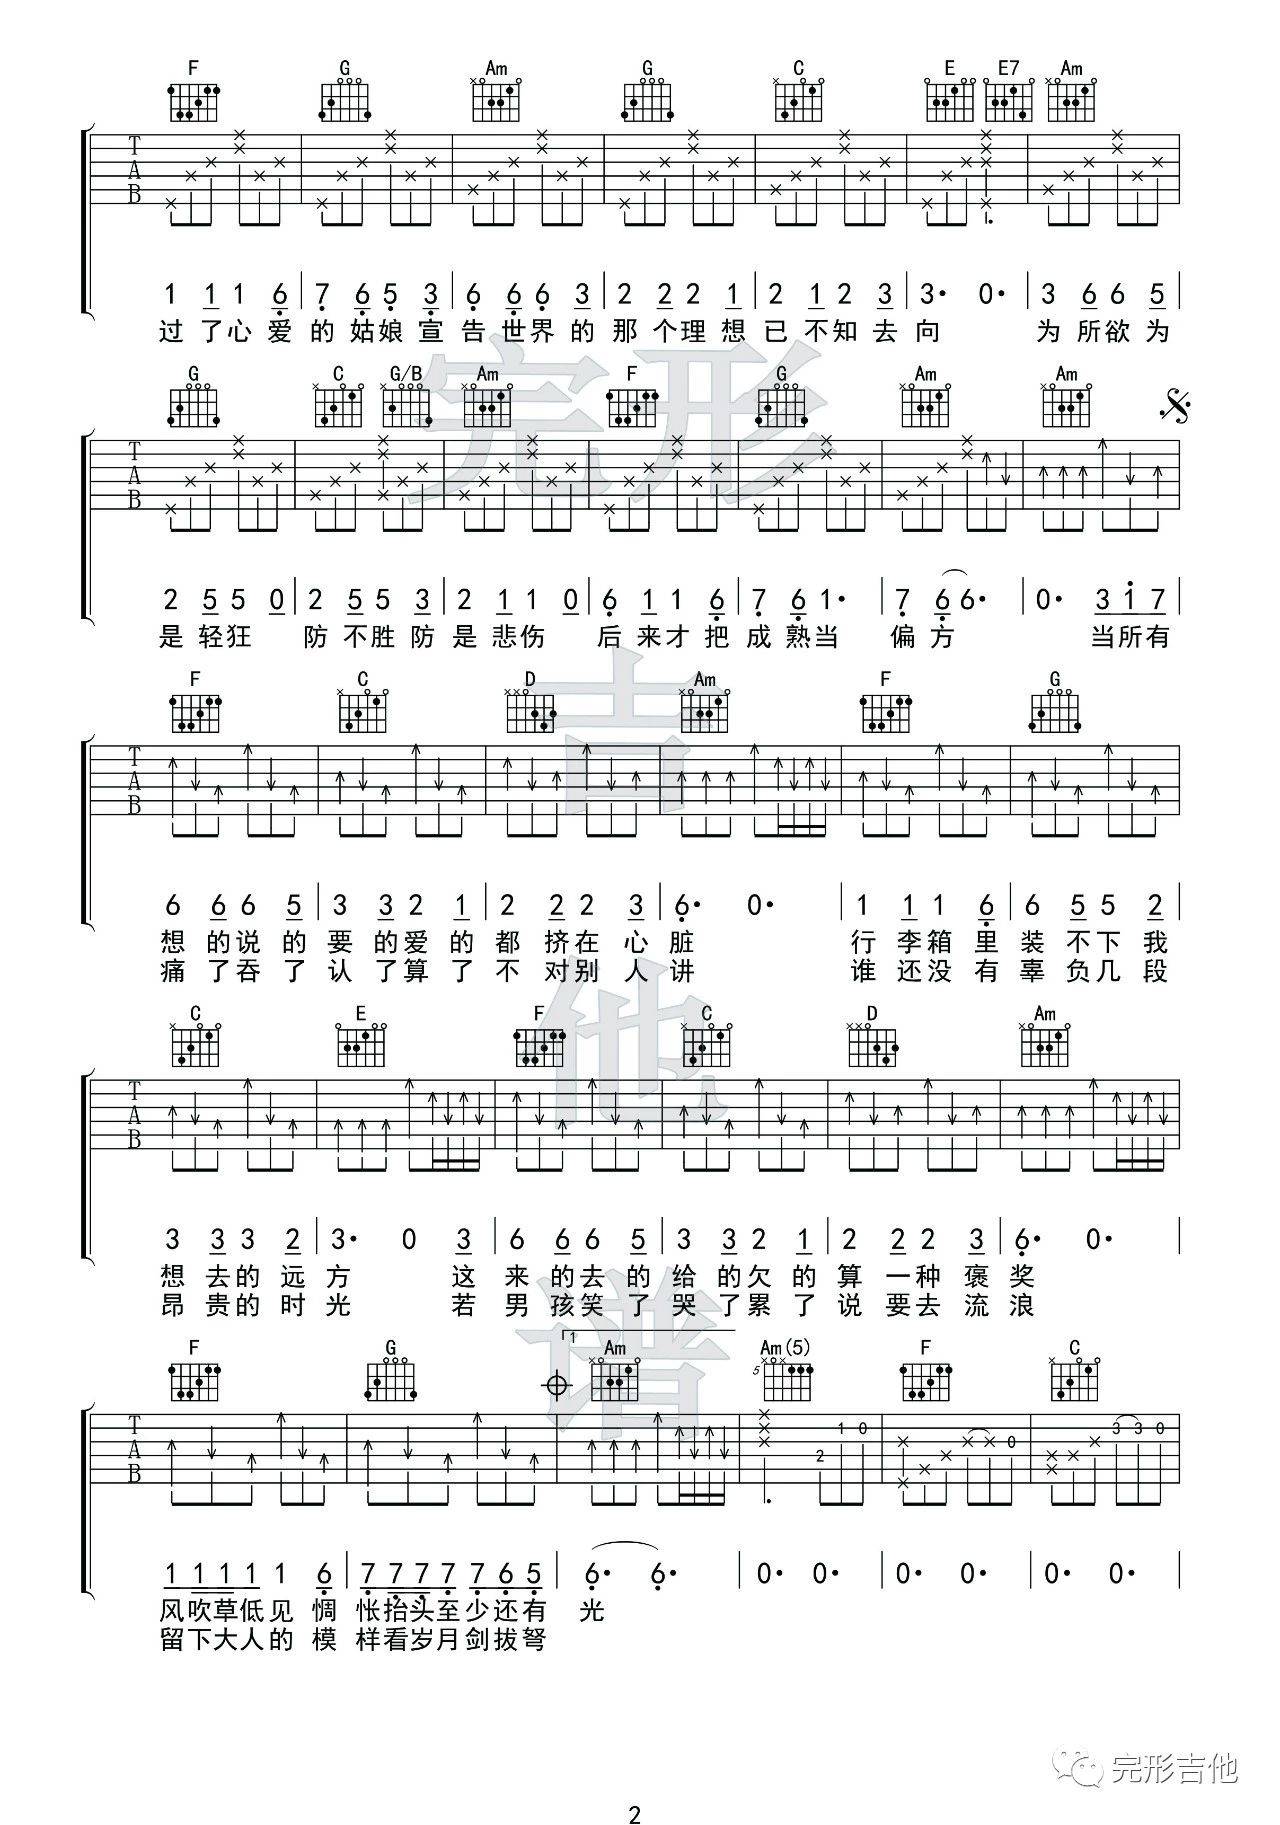 F G Am G C E E7 Am
T
A
B
1 1 1 6 7 6 5 3 6 6 6 3 2 2 2 1 2 1 2 3 3· 0· 3 6 6 5
过了心爱的姑娘宣告世界的那个理想已不知去向 为所欲为
G C G/B Am F G Am Am
T
A
B
2 5 5 0 2 5 5 3 2 1 1 0 6 1 1 6 7 6 1· 7 6 6· 0· 3 1 7
是轻狂 防不胜防是悲伤 后来才把成熟当 偏方 当所有
F C D Am F G
T
A
B
6 6 6 5 3 3 2 1 2 2 2 3 6· 0· 1 1 1 6 6 5 5 2
想的说的要的爱的都挤在心脏 行李箱里装不下我
痛了吞了认了算了不对别人讲 谁还没有辜负几段
C E F C D Am
T
A
B
3 3 3 2 3· 0 3 6 6 6 5 3 3 2 1 2 2 2 3 6· 0·
想去的远方 这来的去的给的欠的算一种褒奖
昂贵的时光 若男孩笑了哭了累了说要去流浪
F G 1 Am Am(5) F C
5
T
A
B
2 1 0 0 3 3 0
1 1 1 1 1 6 7 7 7 7 7 6 5 6· 6· 0· 0· 0· 0· 0· 0·
风吹草低见惆怅抬头至少还有光
留下大人的模样看岁月剑拔弩
完形吉他谱
完形吉他
2